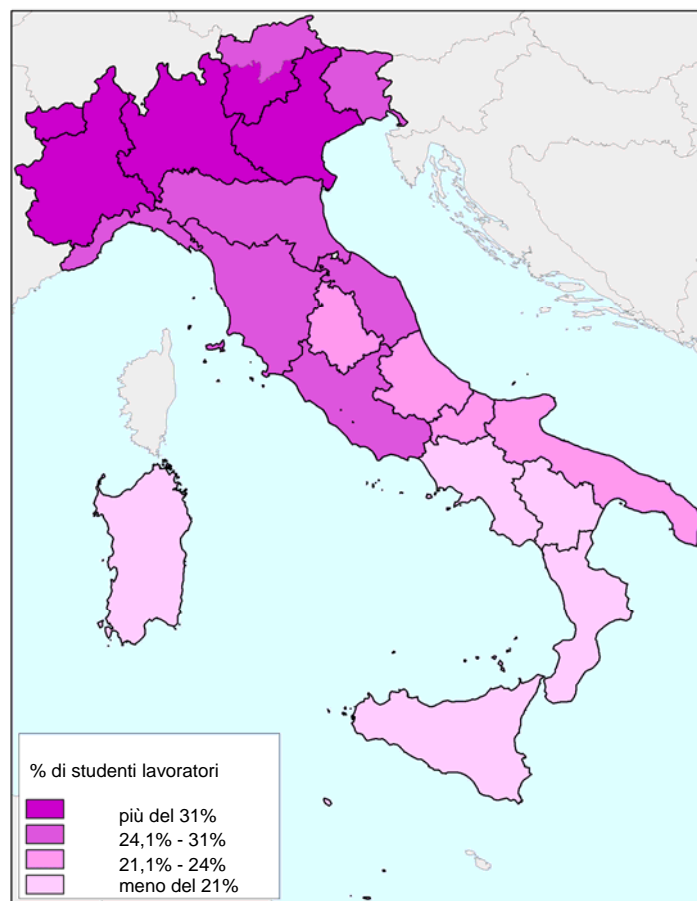 % di studenti lavoratori
più del 31%
24,1% - 31%
21,1% - 24%
meno del 21%